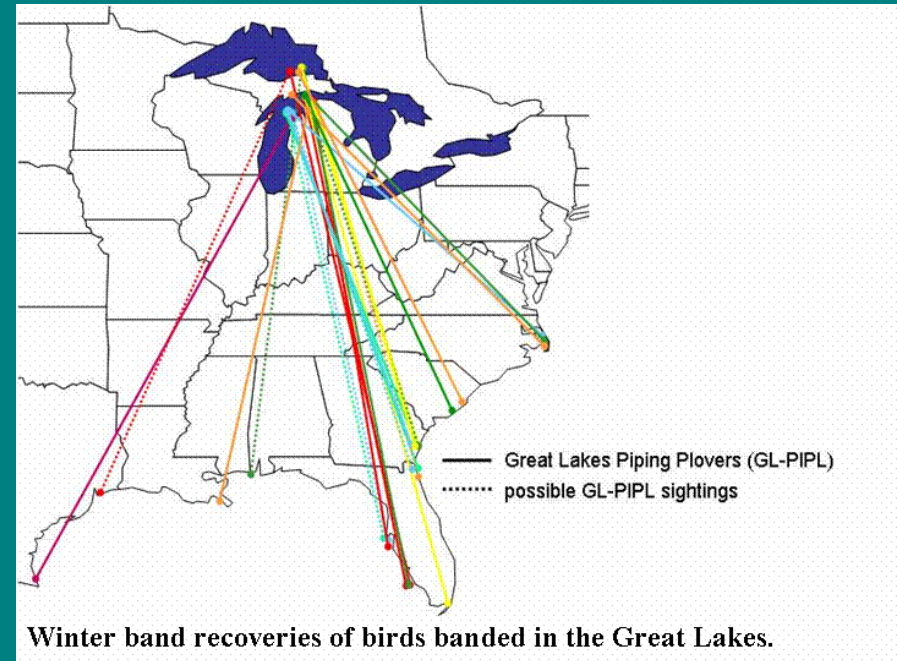 Great Lakes Piping Plovers (GL-PIPL)
possible GL-PIPL sightings
Winter band recoveries of birds banded in the Great Lakes.